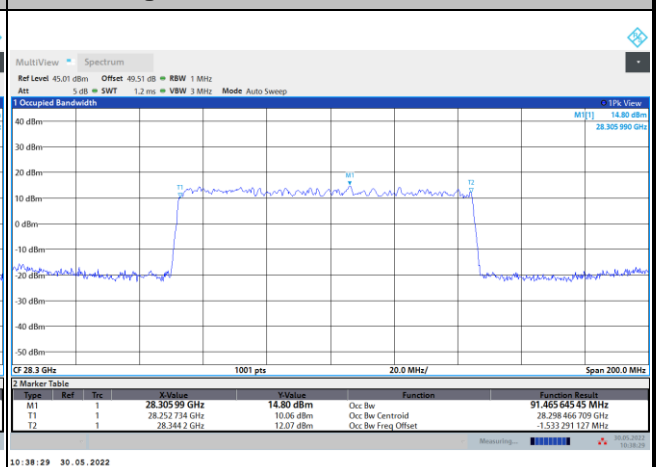 MultiView Spectrum
Ref Level 45.01 dBm Offset 49.51 dB RBW 1 MHz
Att 5 dB SWT 1.2 ms VBW 3 MHz Mode Auto Sweep
1 Occupied Bandwidth 1Pk View
M1[1] 14.80 dBm
28.305 990 GHz
40 dBm
30 dBm
20 dBm
M1
T1
T2
10 dBm
0 dBm
-10 dBm
-20 dBm
-30 dBm
-40 dBm
-50 dBm
CF 28.3 GHz 1001 pts 20.0 MHz/ Span 200.0 MHz
2 Marker Table
Type Ref Trc X-Value Y-Value Function Function Result
M1 1 28.305 99 GHz 14.80 dBm Occ Bw 91.465 645 45 MHz
T1 1 28.252 734 GHz 10.06 dBm Occ Bw Centroid 28.298 466 709 GHz
T2 1 28.344 2 GHz 12.07 dBm Occ Bw Freq Offset -1.533 291 127 MHz
Measuring... 30.05.2022
10:38:29
10:38:29 30.05.2022